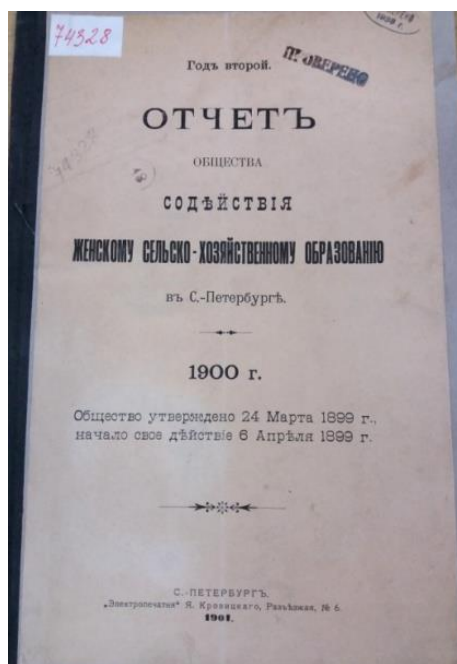 74328
Годъ второй.
ПРОВЕРЕНО
ОТЧЕТЪ
ОБЩЕСТВА
СОДѢЙСТВІЯ
ЖЕНСКОМУ СЕЛЬСКО-ХОЗЯЙСТВЕННОМУ ОБРАЗОВАНІЮ
въ С.-Петербургѣ.
1900 г.
Общество утверждено 24 Марта 1899 г.,
начало свое дѣйствіе 6 Апрѣля 1899 г.
С.-ПЕТЕРБУРГЪ.
„Электропечатня“ Я. Кровицкаго, Разъѣзжая, № 6.
1901.